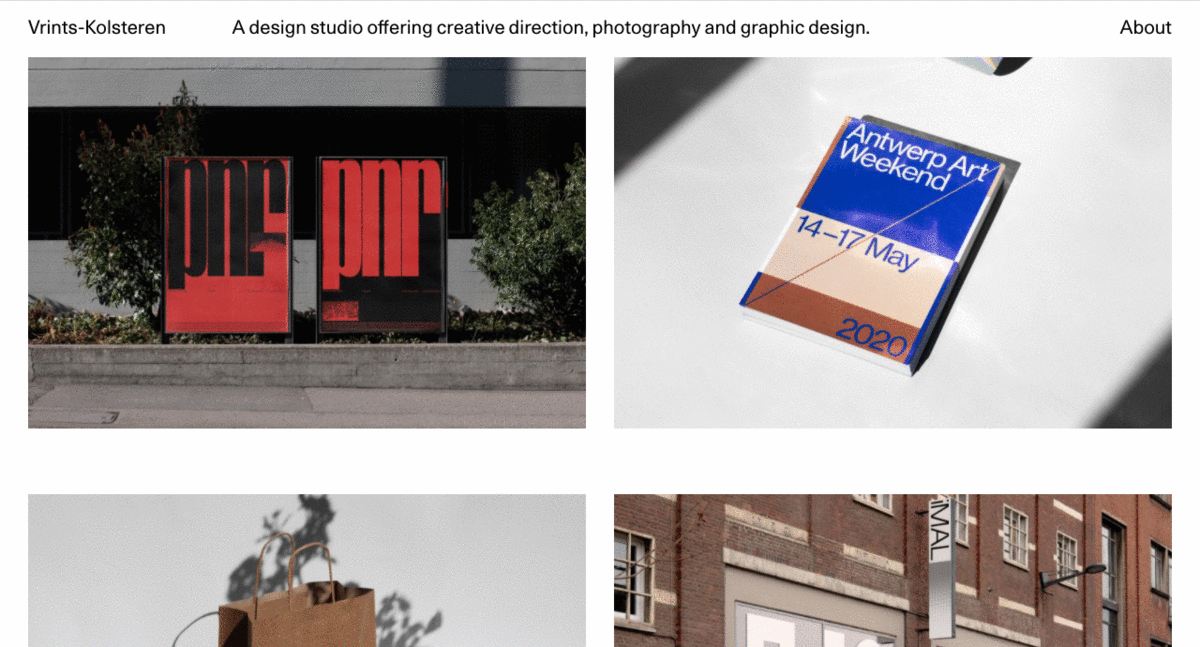 Vrints-Kolsteren
A design studio offering creative direction, photography and graphic design.
About
pnr
pnr
Antwerp Art
Weekend
14–17 May
2020
iMAL